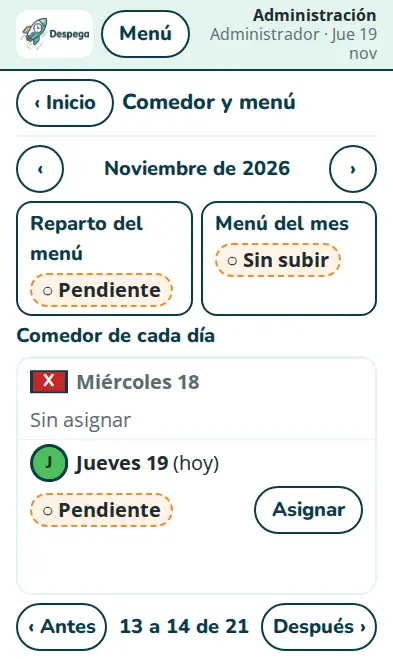 Despega
Menú
Administración
Administrador · Jue 19
nov
‹ Inicio
Comedor y menú
‹
Noviembre de 2026
›
Reparto del
menú
○ Pendiente
Menú del mes
○ Sin subir
Comedor de cada día
X Miércoles 18
Sin asignar
J Jueves 19 (hoy)
○ Pendiente
Asignar
‹ Antes
13 a 14 de 21
Después ›